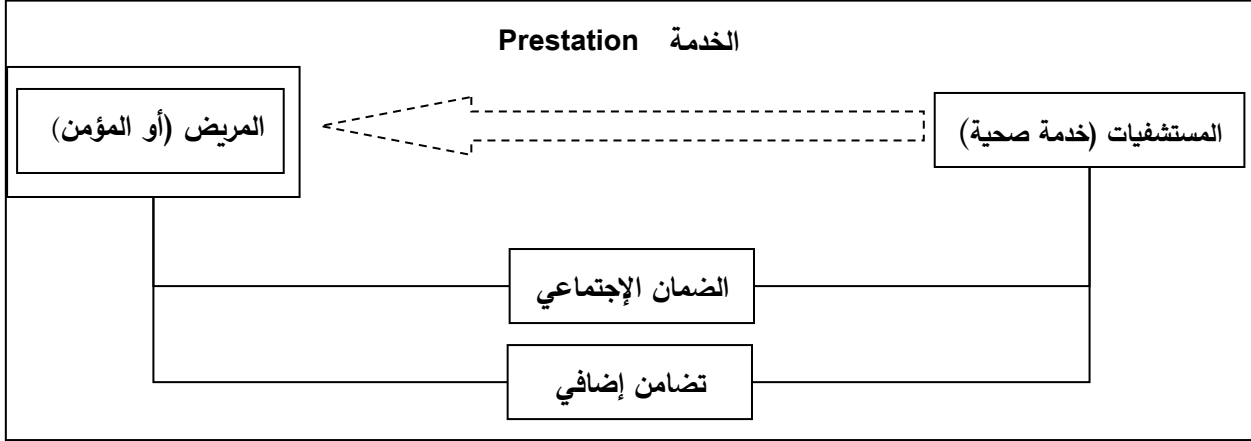 الخدمة Prestation
المستشفيات (خدمة صحية)
المريض (أو المؤمن)
الضمان الإجتماعي
تضامن إضافي